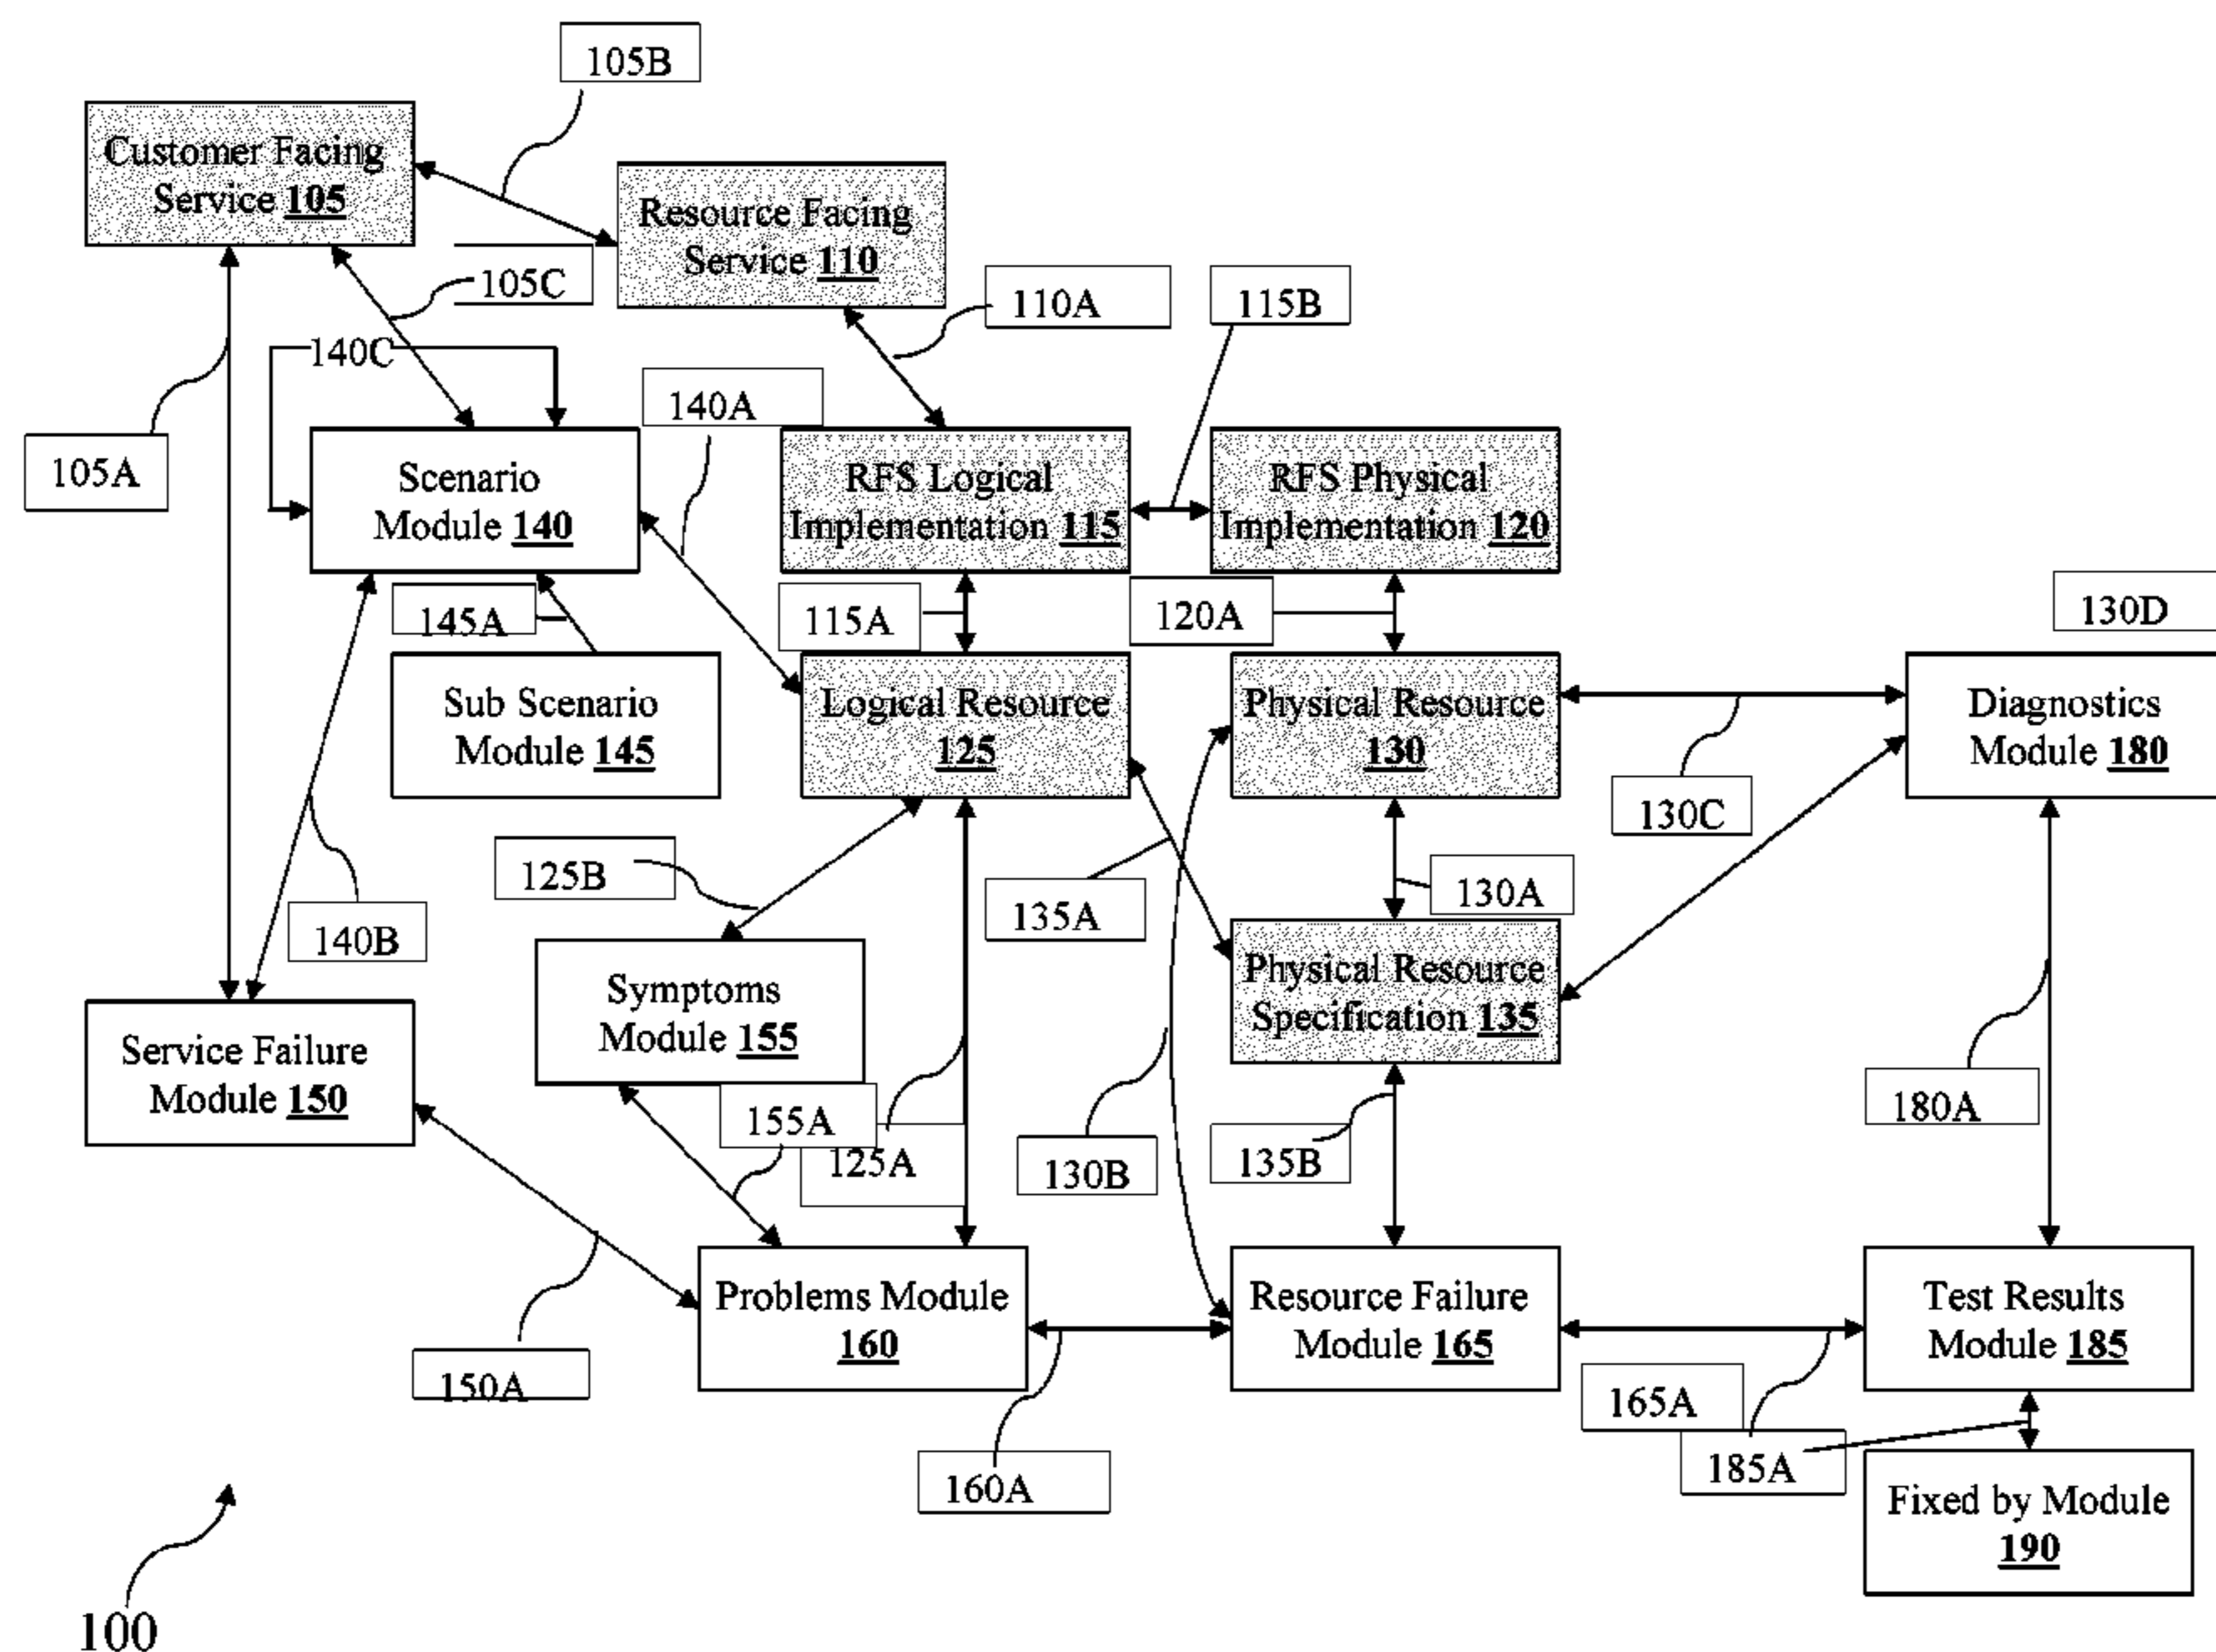 105B
Customer Facing
Service 105
Resource Facing
Service 110
105C
110A
115B
140C
140A
105A
Scenario
Module 140
RFS Logical
Implementation 115
RFS Physical
Implementation 120
145A
115A
120A
130D
Sub Scenario
Module 145
Logical Resource
125
Physical Resource
130
Diagnostics
Module 180
130C
125B
135A
130A
140B
Symptoms
Module 155
Physical Resource
Specification 135
Service Failure
Module 150
155A
125A
130B
135B
180A
Problems Module
160
Resource Failure
Module 165
Test Results
Module 185
150A
165A
160A
185A
Fixed by Module
190
100